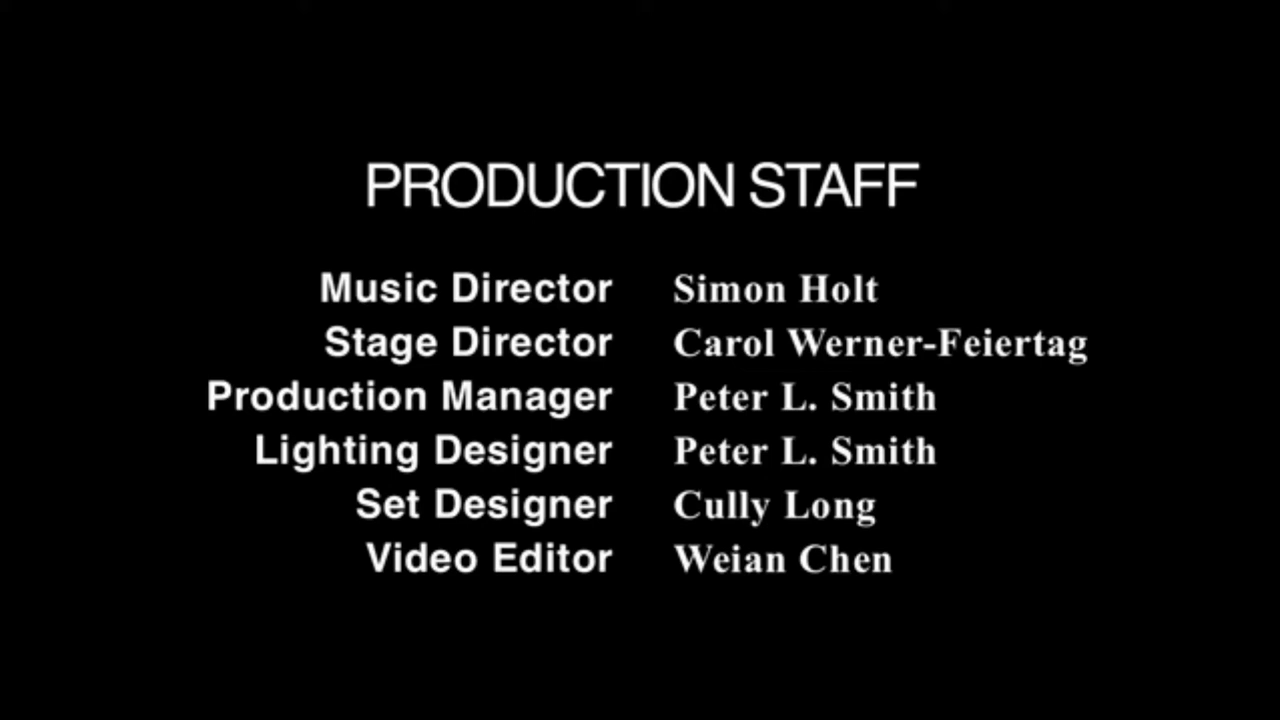 PRODUCTION STAFF
Music Director Simon Holt
Stage Director Carol Werner-Feiertag
Production Manager Peter L. Smith
Lighting Designer Peter L. Smith
Set Designer Cully Long
Video Editor Weian Chen